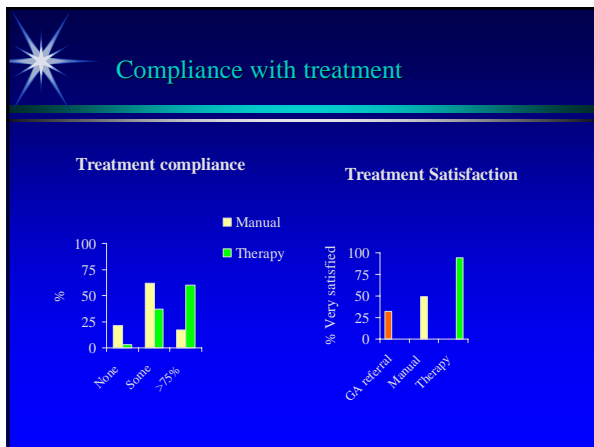 Compliance with treatment
Treatment compliance
Manual
Therapy
100
75
50
25
0
%
None
Some
>75%
Treatment Satisfaction
100
75
50
25
0
% Very satisfied
GA referral
Manual
Therapy